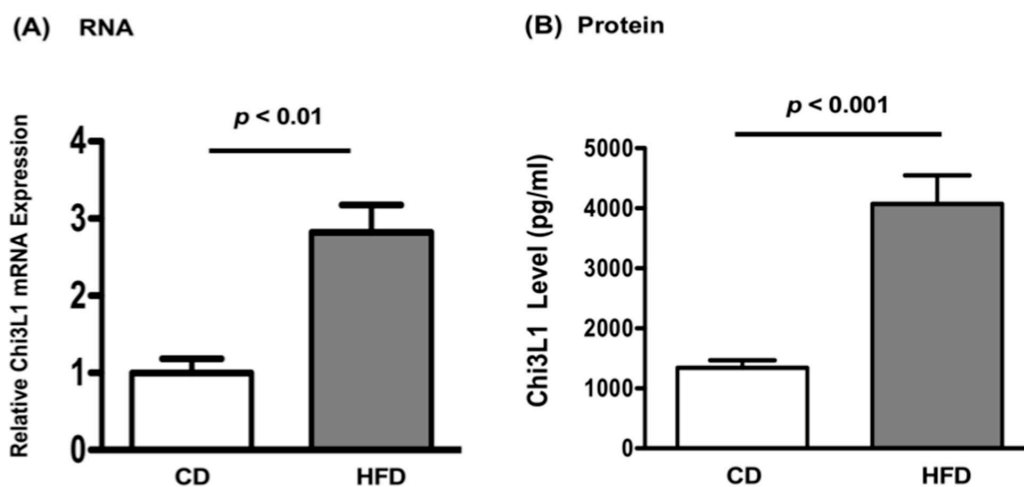 (A) RNA
p < 0.01
Relative Chi3L1 mRNA Expression
4
3
2
1
0
CD HFD
(B) Protein
p < 0.001
Chi3L1 Level (pg/ml)
5000
4000
3000
2000
1000
0
CD HFD